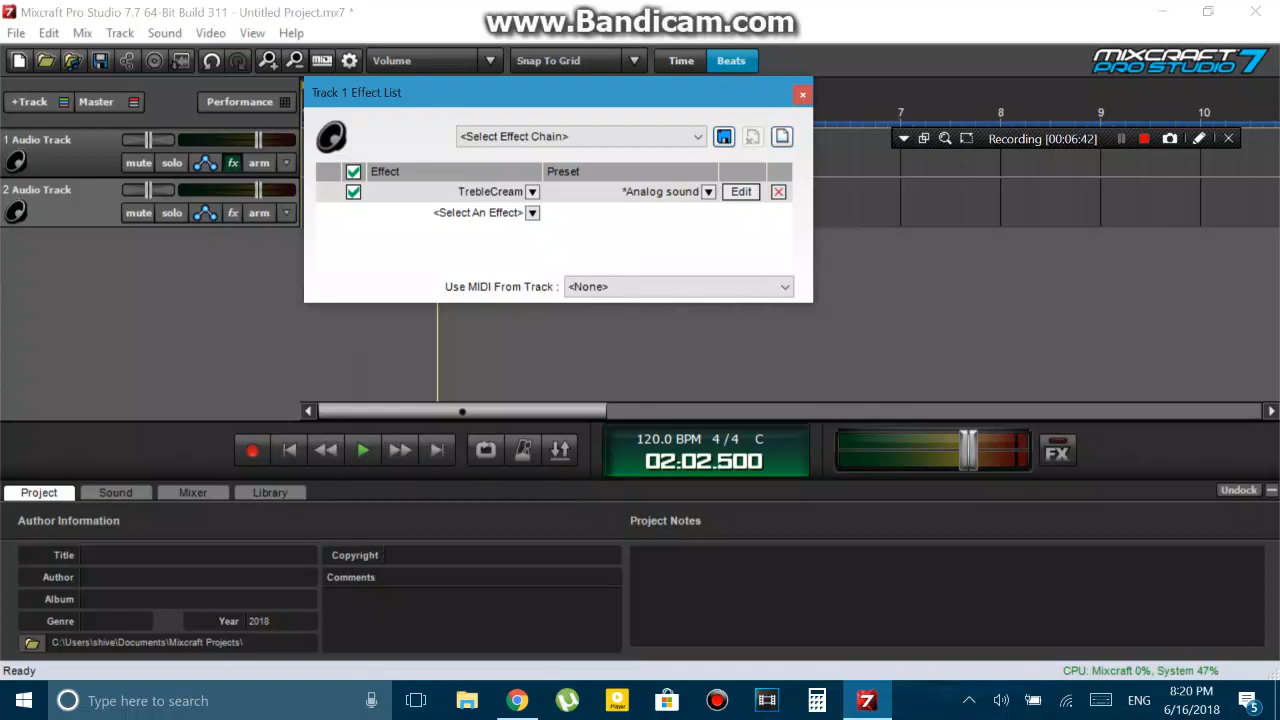 Mixcraft Pro Studio 7.7 64-Bit Build 311 - Untitled Project.mx7 *
www.Bandicam.com
File Edit Mix Track Sound Video View Help
Volume Snap To Grid Time Beats
MIXCRAFT PRO STUDIO 7
+Track Master Performance
Track 1 Effect List
7 8 9 10
<Select Effect Chain>
Recording [00:06:42]
1 Audio Track
mute solo fx arm
Effect Preset
TrebleCream *Analog sound Edit
<Select An Effect>
2 Audio Track
mute solo fx arm
Use MIDI From Track : <None>
120.0 BPM 4 / 4 C
02:02.500
FX
Project Sound Mixer Library Undock
Author Information Project Notes
Title Copyright
Author Comments
Album
Genre Year 2018
C:\Users\shive\Documents\Mixcraft Projects\
Ready CPU: Mixcraft 0%, System 47%
Type here to search
Player
7
ENG
8:20 PM
6/16/2018
5